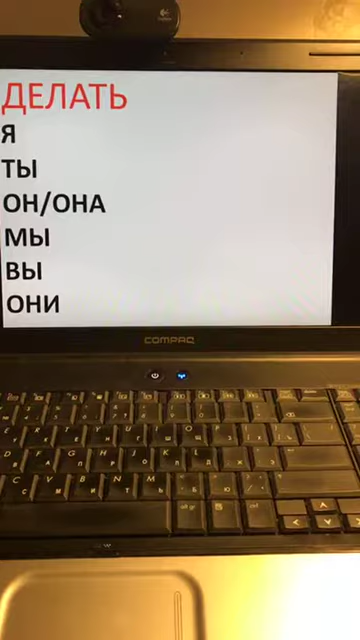 ДЕЛАТЬ
Я
ТЫ
ОН/ОНА
МЫ
ВЫ
ОНИ
COMPAQ